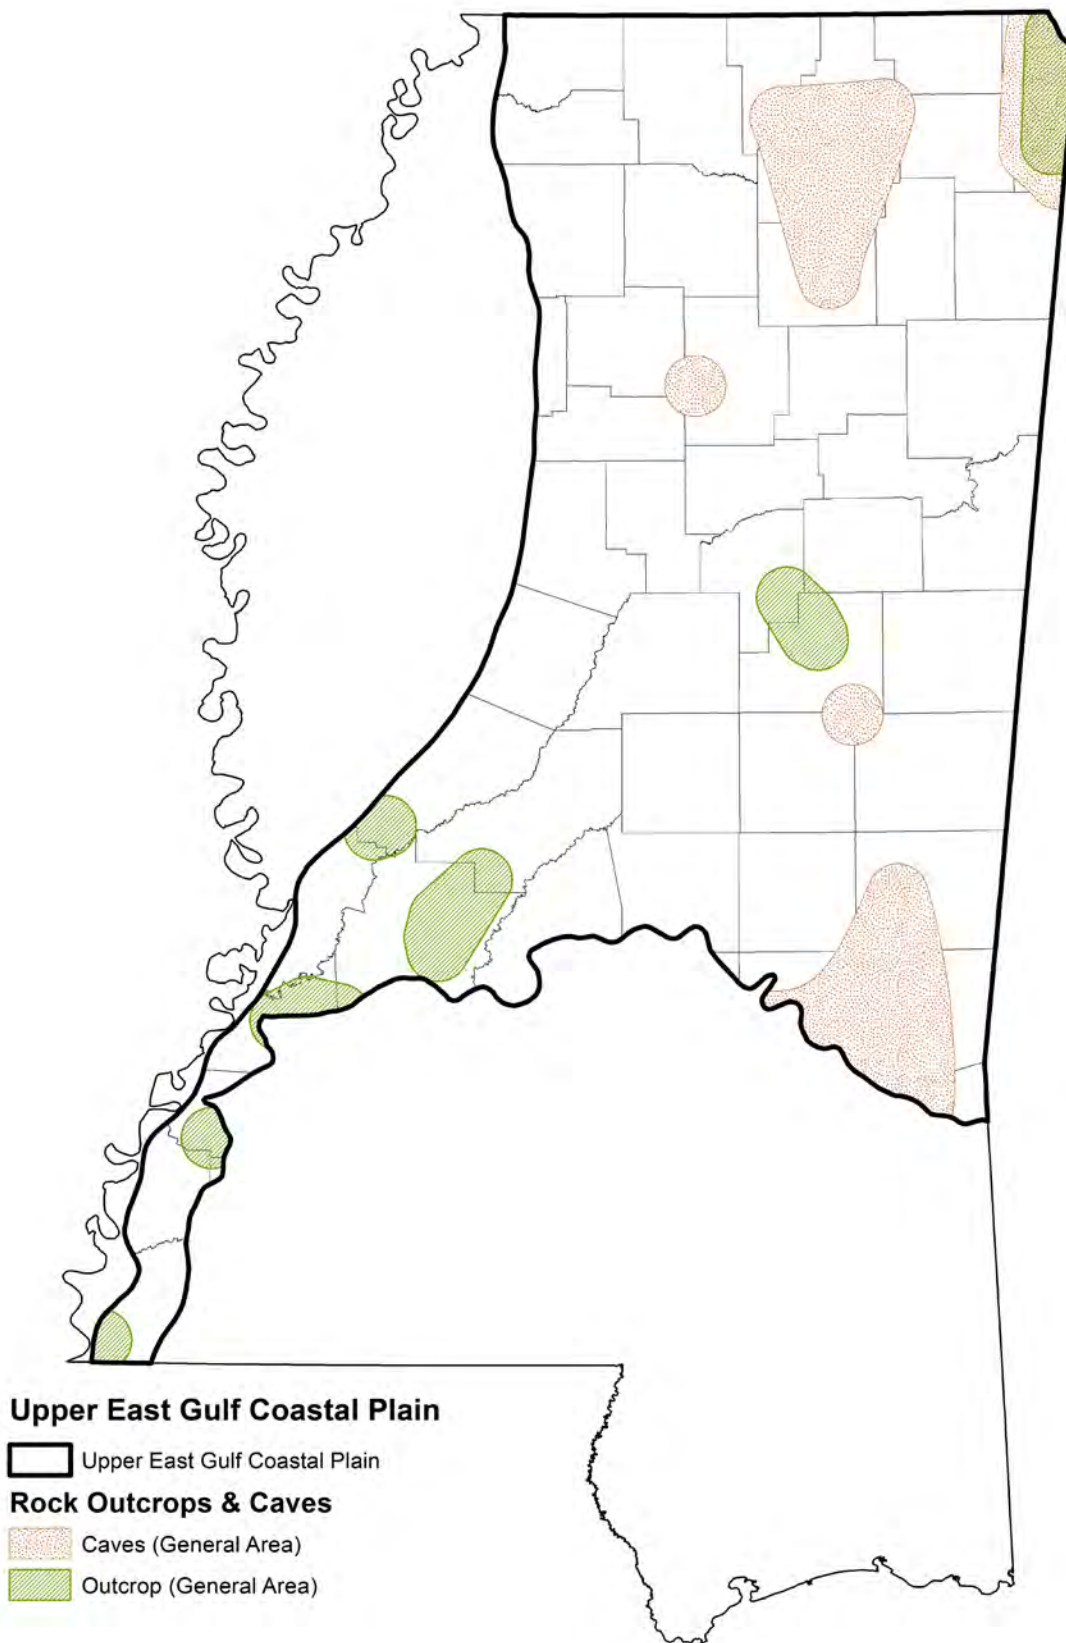 Upper East Gulf Coastal Plain
Upper East Gulf Coastal Plain
Rock Outcrops & Caves
Caves (General Area)
Outcrop (General Area)